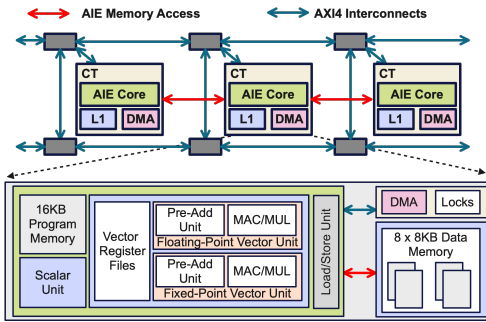 AIE Memory Access
AXI4 Interconnects
CT
AIE Core
L1
DMA
CT
AIE Core
L1
DMA
CT
AIE Core
L1
DMA
16KB
Program
Memory
Scalar
Unit
Vector
Register
Files
Pre-Add
Unit
MAC/MUL
Floating-Point Vector Unit
Pre-Add
Unit
MAC/MUL
Fixed-Point Vector Unit
Load/Store Unit
DMA
Locks
8 x 8KB Data
Memory